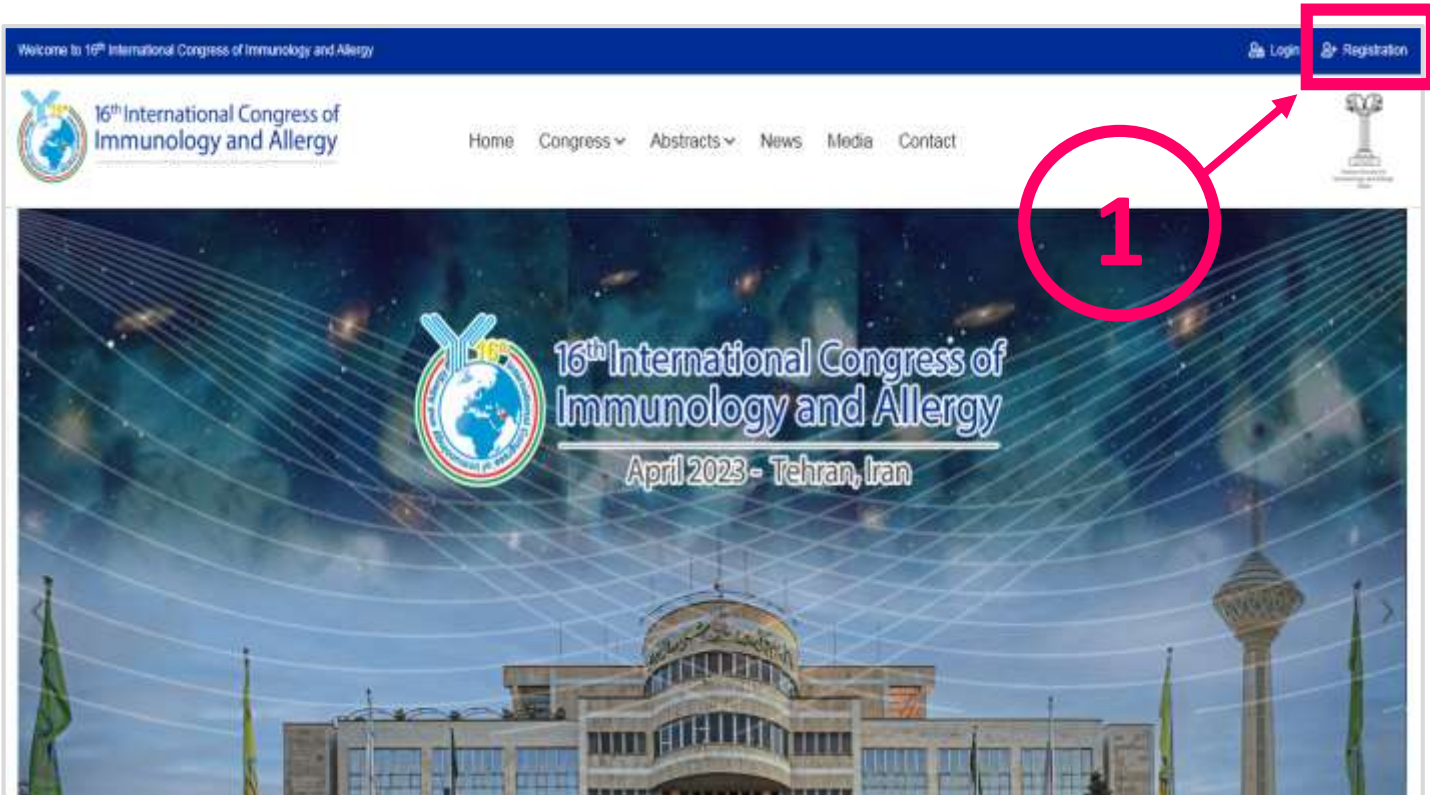 Welcome to 16th International Congress of Immunology and Allergy
Login
Registration
16th International Congress of
Immunology and Allergy
Home Congress Abstracts News Media Contact
1
16th
16th International Congress of
Immunology and Allergy
April 2023 - Tehran, Iran